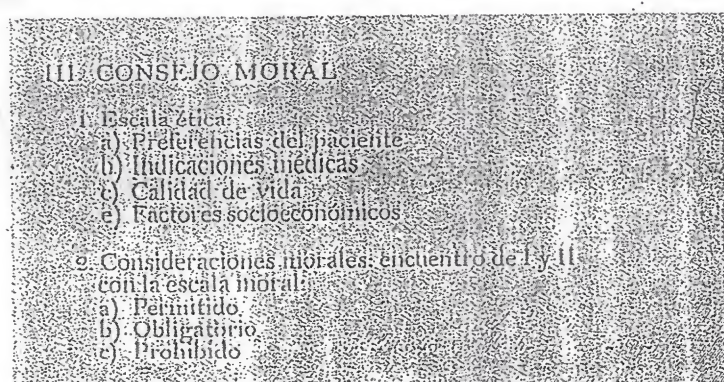 III. CONSEJO MORAL
1. Escala ética:
a) Preferencias del paciente
b) Indicaciones médicas
c) Calidad de vida
e) Factores socioeconómicos
2. Consideraciones morales: encuentro de I y II
con la escala moral:
a) Permitido
b) Obligatorio
c) Prohibido